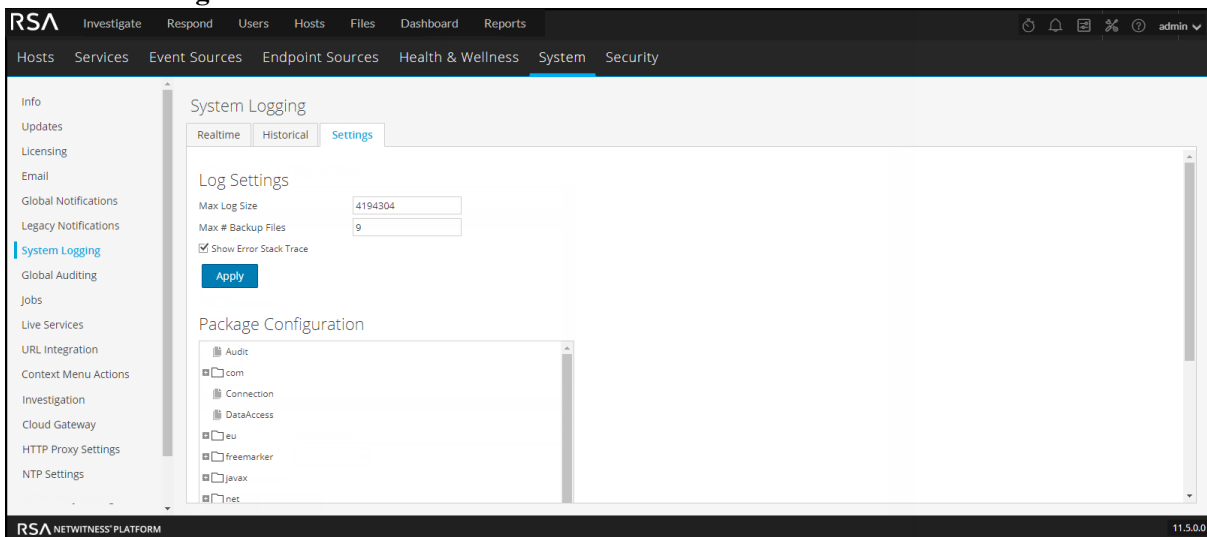 RSA Investigate Respond Users Hosts Files Dashboard Reports admin
Hosts Services Event Sources Endpoint Sources Health & Wellness System Security
Info
Updates
Licensing
Email
Global Notifications
Legacy Notifications
System Logging
Global Auditing
Jobs
Live Services
URL Integration
Context Menu Actions
Investigation
Cloud Gateway
HTTP Proxy Settings
NTP Settings
System Logging
Realtime Historical Settings
Log Settings
Max Log Size 4194304
Max # Backup Files 9
Show Error Stack Trace
Apply
Package Configuration
Audit
com
Connection
DataAccess
eu
freemarker
javax
net
RSA NETWITNESS® PLATFORM 11.5.0.0